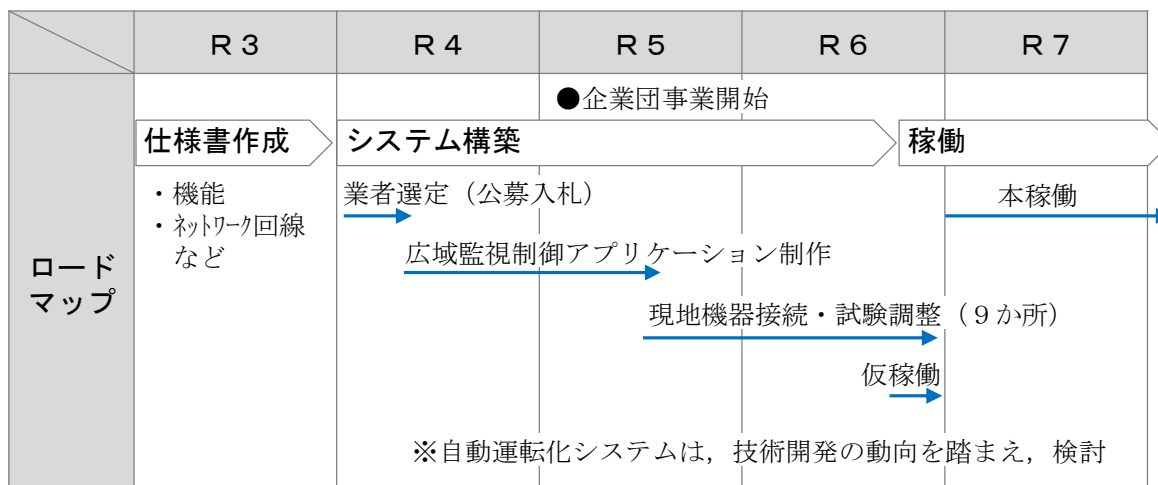 R3 R4 R5 R6 R7
●企業団事業開始
仕様書作成 システム構築 稼働
・機能
・ﾈｯﾄﾜｰｸ回線
など
業者選定（公募入札）
本稼働
広域監視制御アプリケーション制作
ロード
マップ
現地機器接続・試験調整（９か所）
仮稼働
※自動運転化システムは，技術開発の動向を踏まえ，検討